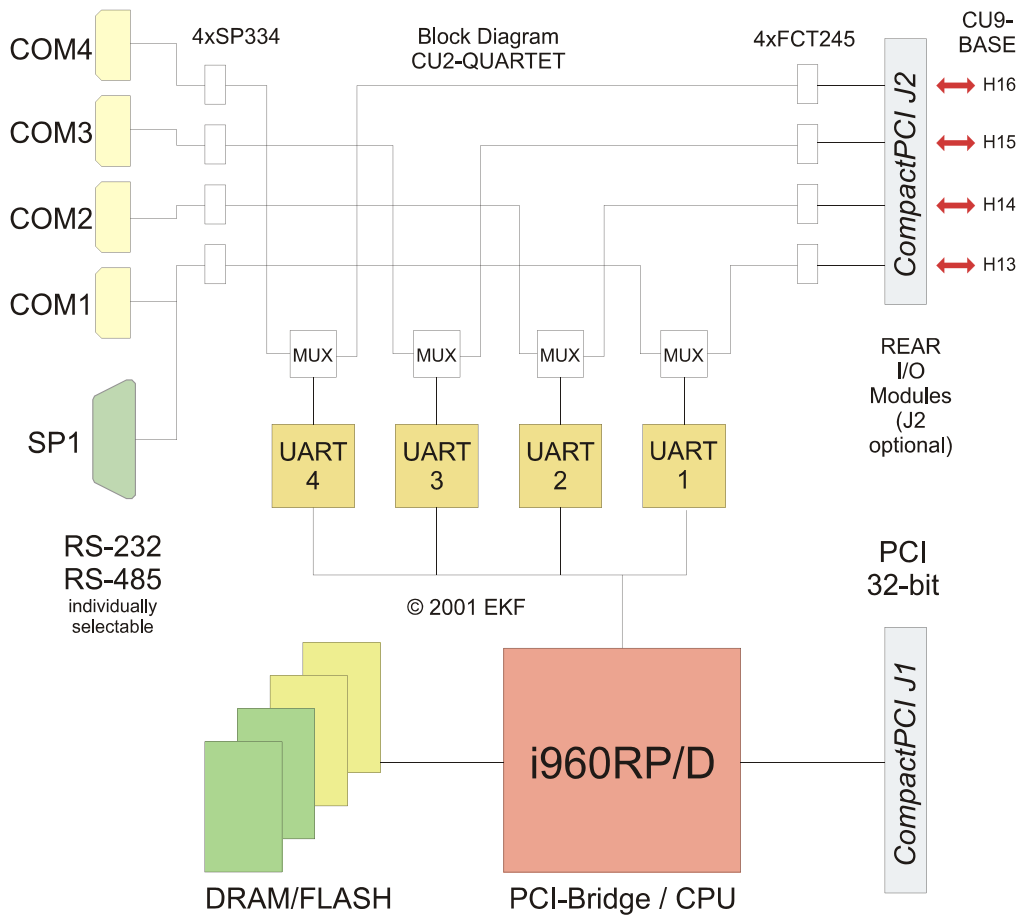 COM4
4xSP334
Block Diagram
CU2-QUARTET
4xFCT245
CU9-
BASE
CompactPCI J2
H16
COM3
H15
COM2
H14
COM1
H13
MUX
MUX
MUX
MUX
REAR
I/O
Modules
(J2
optional)
SP1
UART
4
UART
3
UART
2
UART
1
RS-232
RS-485
individually
selectable
© 2001 EKF
PCI
32-bit
i960RP/D
CompactPCI J1
DRAM/FLASH
PCI-Bridge / CPU